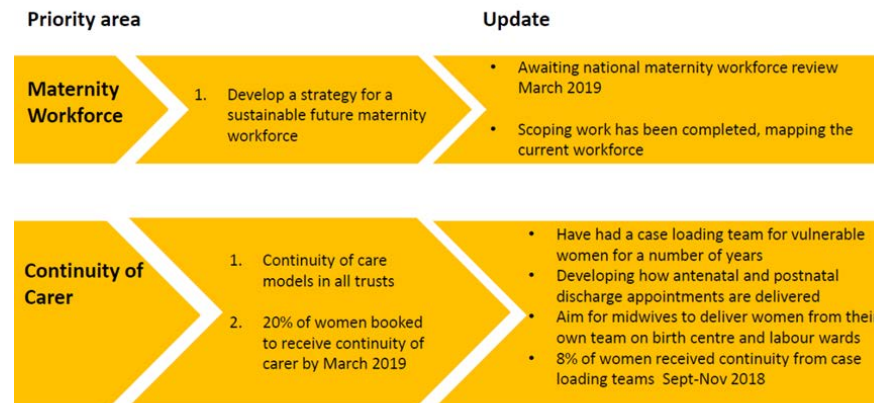 Priority area
Update
Maternity
Workforce
1. Develop a strategy for a
sustainable future maternity
workforce
• Awaiting national maternity workforce review
March 2019
• Scoping work has been completed, mapping the
current workforce
Continuity of
Carer
1. Continuity of care
models in all trusts
2. 20% of women booked
to receive continuity of
carer by March 2019
• Have had a case loading team for vulnerable
women for a number of years
• Developing how antenatal and postnatal
discharge appointments are delivered
• Aim for midwives to deliver women from their
own team on birth centre and labour wards
• 8% of women received continuity from case
loading teams Sept-Nov 2018